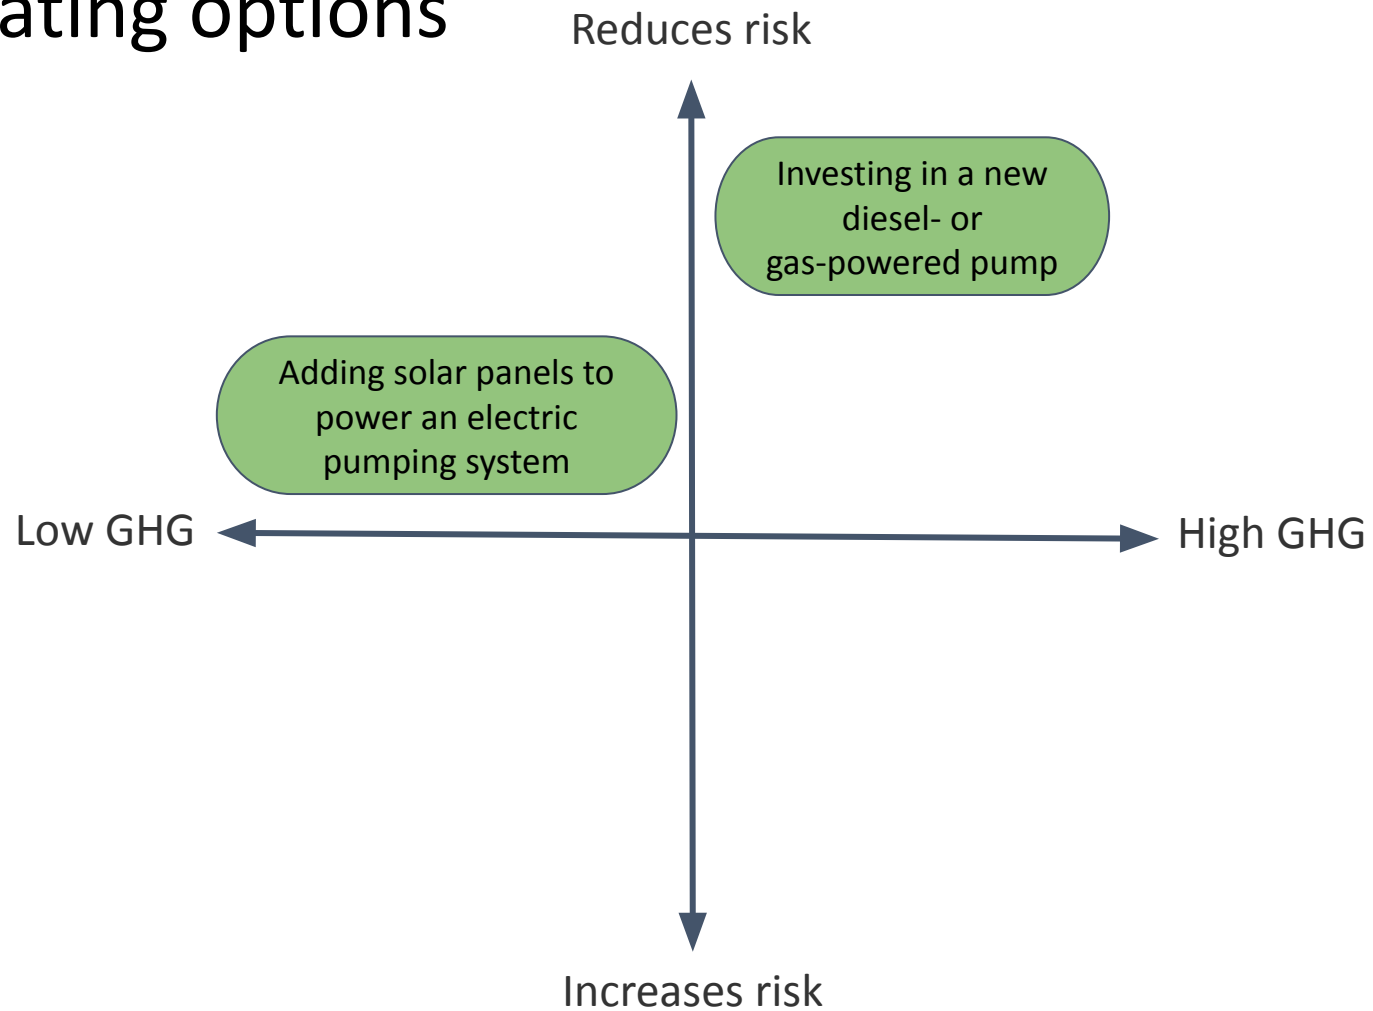 ating options
Reduces risk
Investing in a new
diesel- or
gas-powered pump
Adding solar panels to
power an electric
pumping system
Low GHG
High GHG
Increases risk